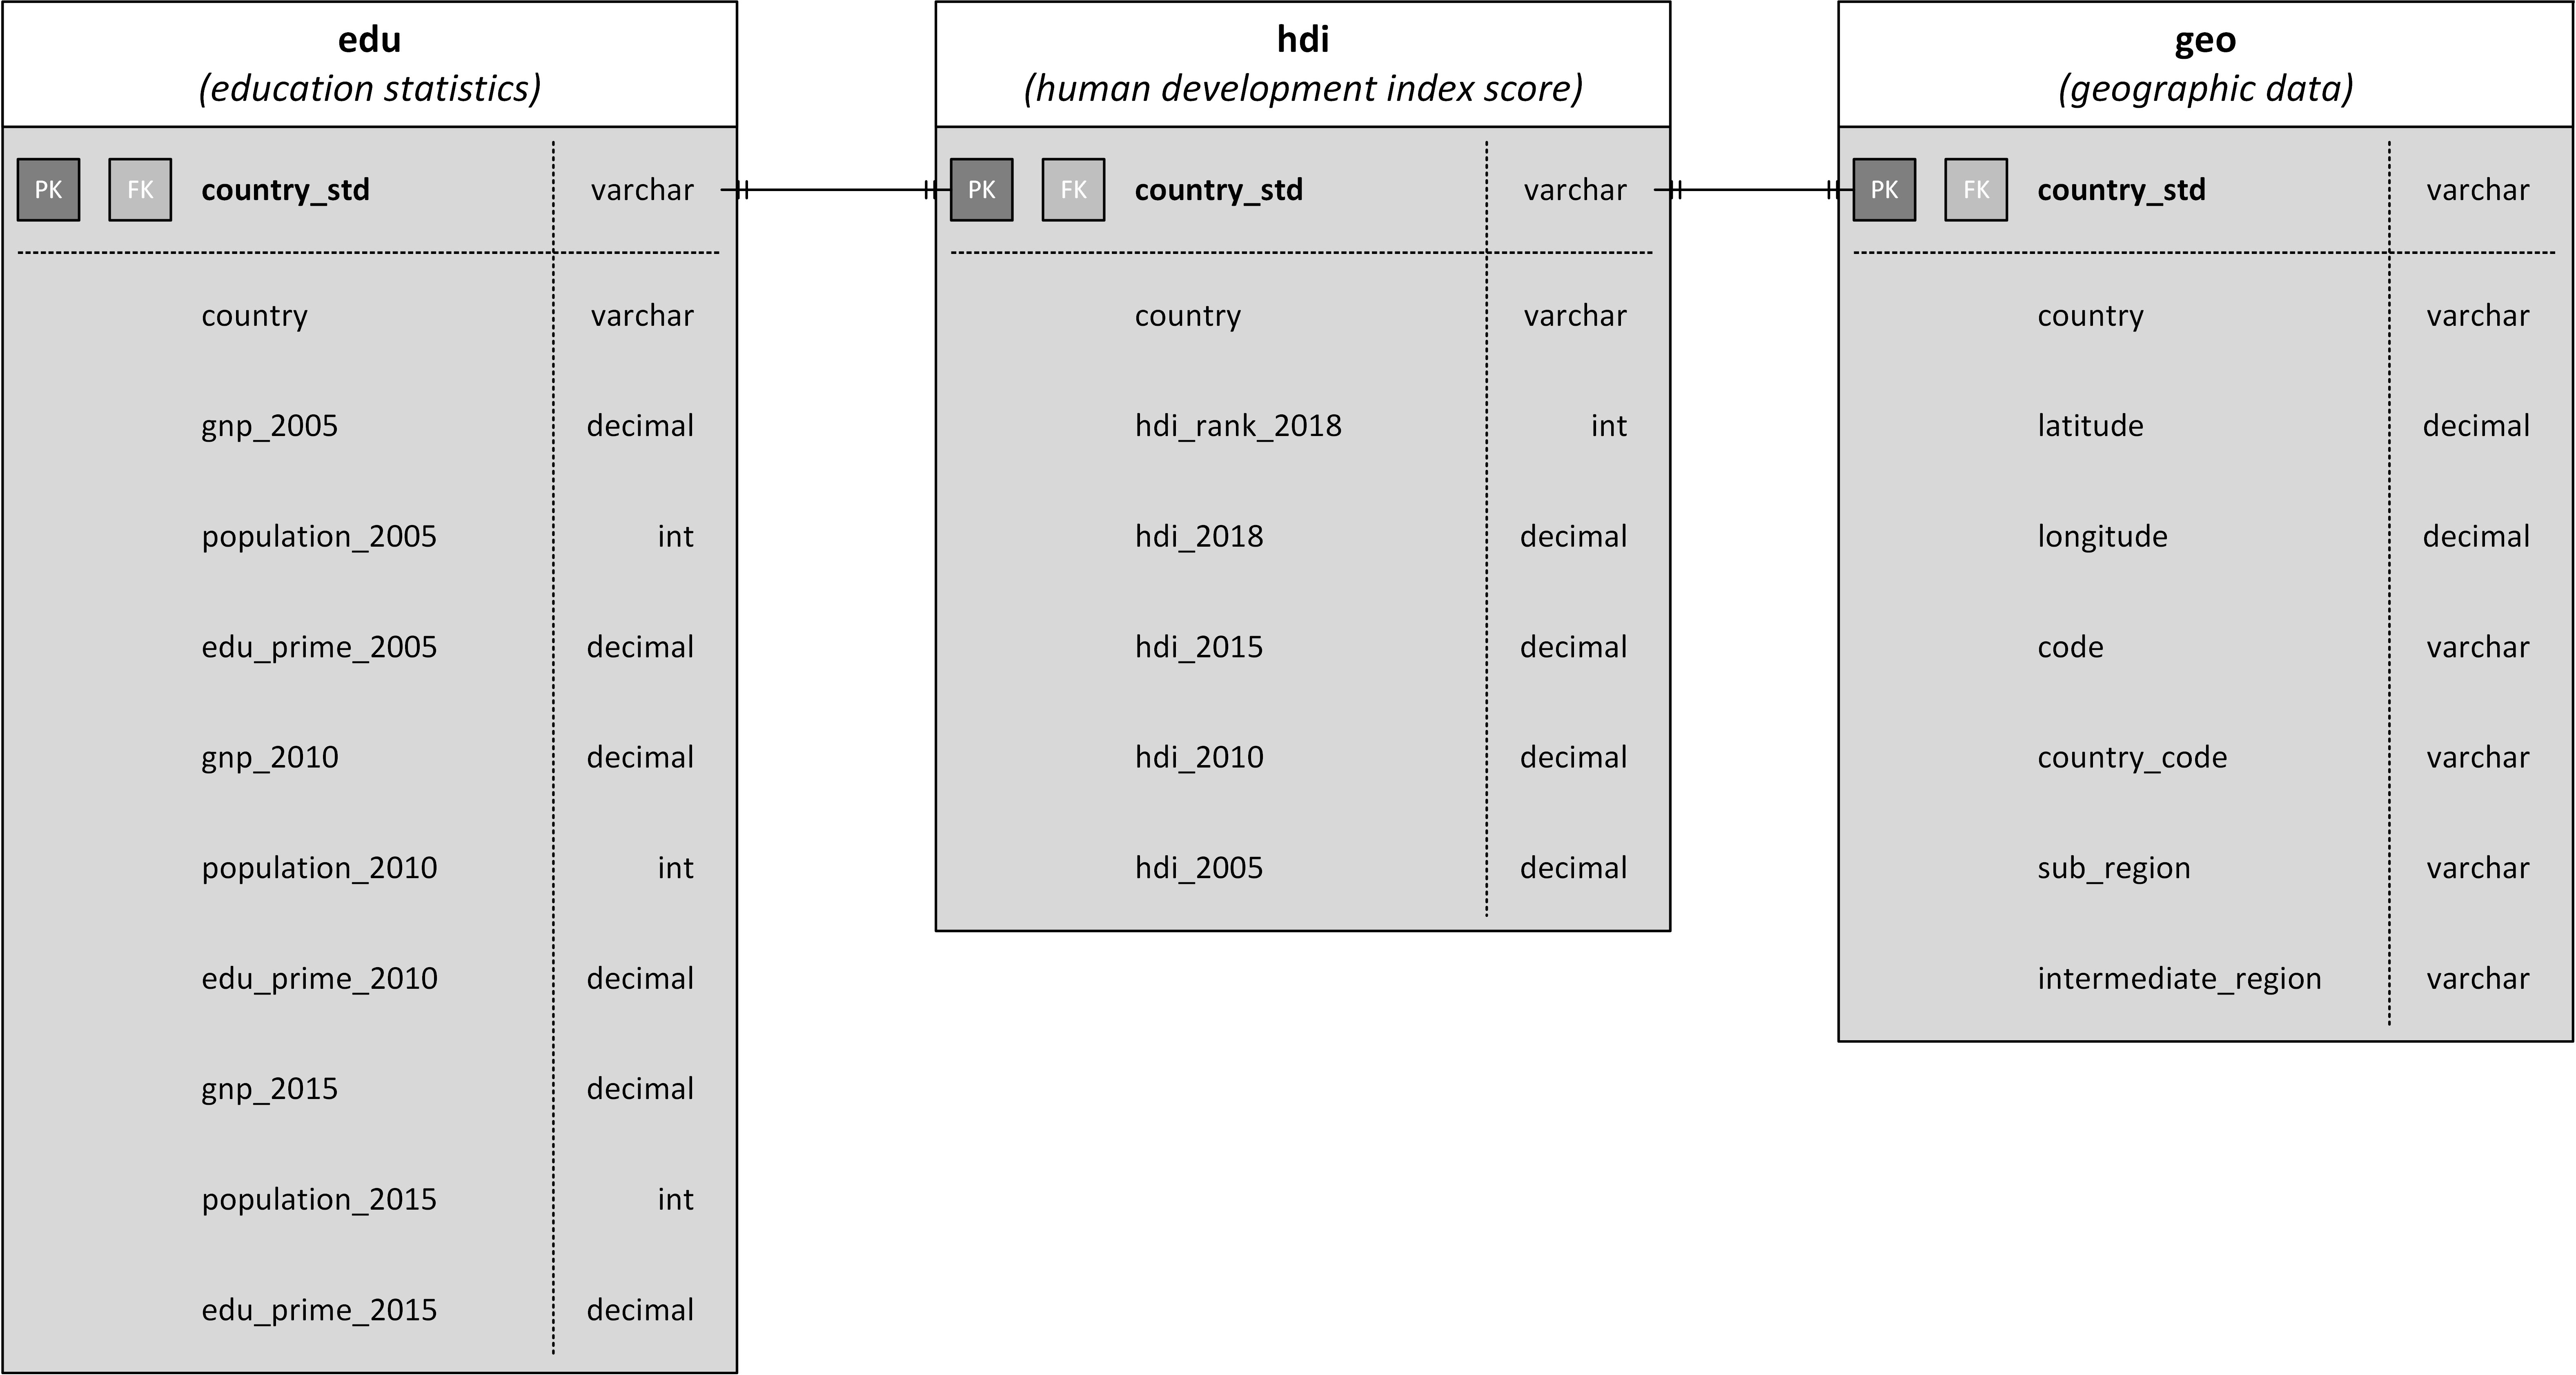 edu
(education statistics)
PK FK country_std varchar
country varchar
gnp_2005 decimal
population_2005 int
edu_prime_2005 decimal
gnp_2010 decimal
population_2010 int
edu_prime_2010 decimal
gnp_2015 decimal
population_2015 int
edu_prime_2015 decimal
hdi
(human development index score)
PK FK country_std varchar
country varchar
hdi_rank_2018 int
hdi_2018 decimal
hdi_2015 decimal
hdi_2010 decimal
hdi_2005 decimal
geo
(geographic data)
PK FK country_std varchar
country varchar
latitude decimal
longitude decimal
code varchar
country_code varchar
sub_region varchar
intermediate_region varchar